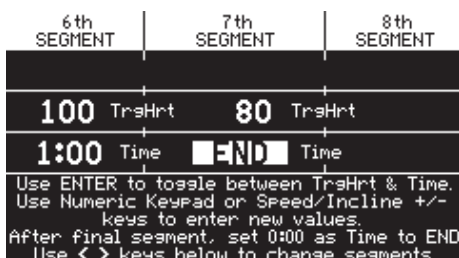 6th 7th 8th
SEGMENT SEGMENT SEGMENT
100 TrgHrt 80 TrgHrt
1:00 Time END Time
Use ENTER to toggle between TrgHrt & Time.
Use Numeric Keypad or Speed/Incline +/-
keys to enter new values.
After final segment, set 0:00 as Time to END
Use < > keys below to change segments